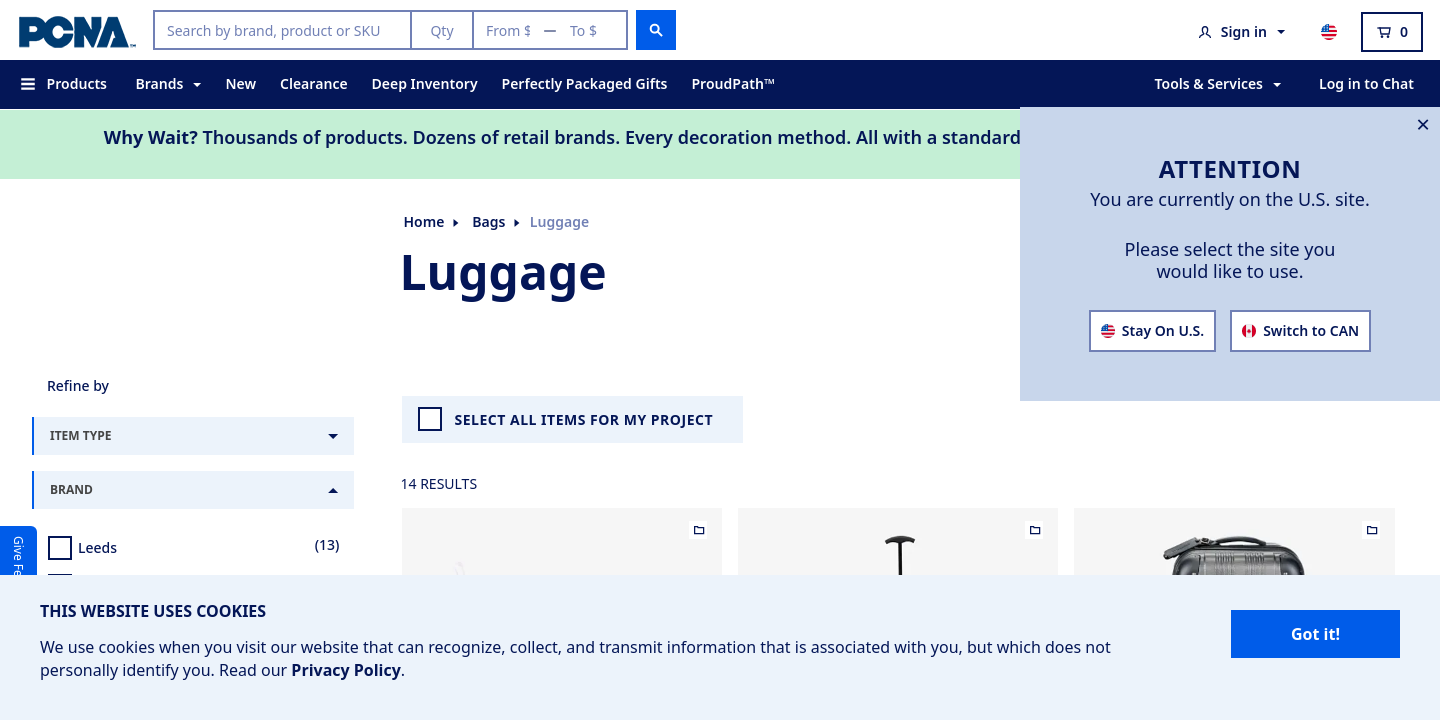 PCNA™
Search by brand, product or SKU
Qty
From $ — To $
Sign in
0
Products
Brands
New
Clearance
Deep Inventory
Perfectly Packaged Gifts
ProudPath™
Tools & Services
Log in to Chat
Why Wait? Thousands of products. Dozens of retail brands. Every decoration method. All with a standard
ATTENTION
You are currently on the U.S. site.
Please select the site you
would like to use.
Stay On U.S.
Switch to CAN
Home
Bags
Luggage
Luggage
Refine by
ITEM TYPE
BRAND
Leeds
(13)
SELECT ALL ITEMS FOR MY PROJECT
14 RESULTS
Give Fe
THIS WEBSITE USES COOKIES
We use cookies when you visit our website that can recognize, collect, and transmit information that is associated with you, but which does not
personally identify you. Read our Privacy Policy.
Got it!